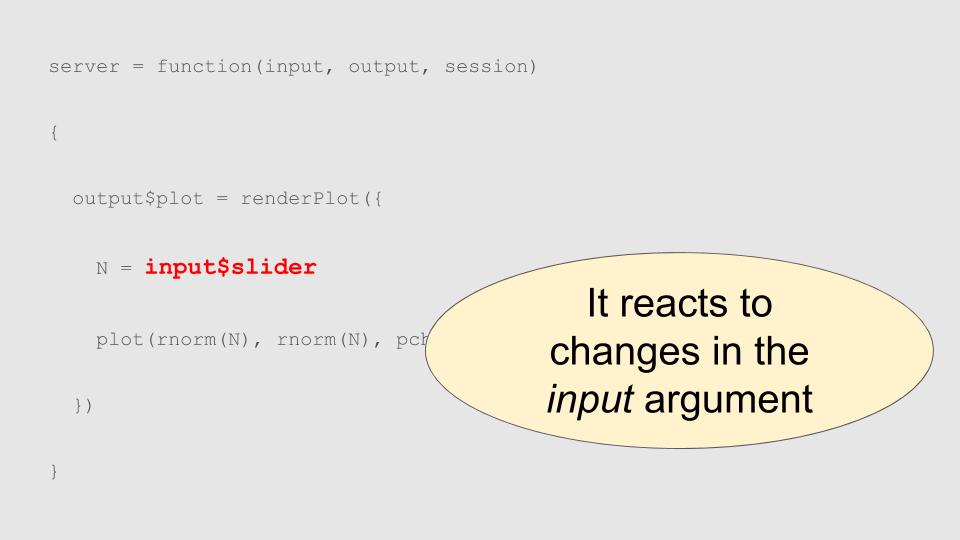 server = function(input, output, session)
{
output$plot = renderPlot({
N = input$slider
plot(rnorm(N), rnorm(N),
})
}
It reacts to
changes in the
input argument